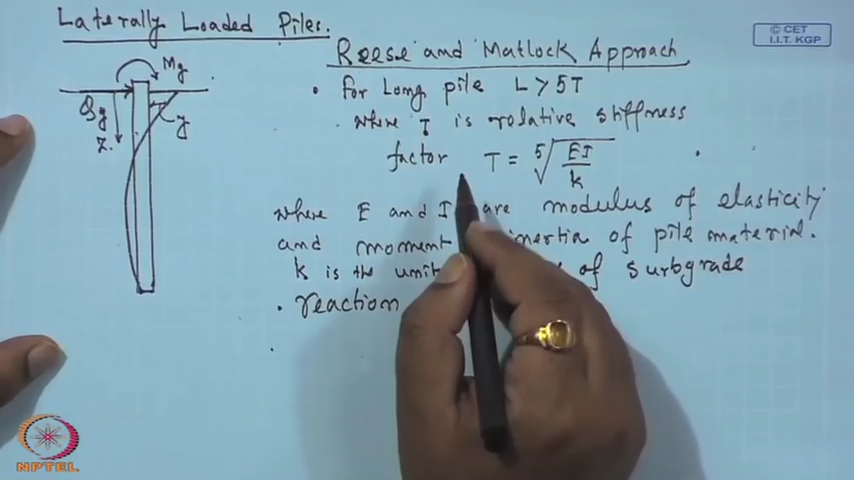 Laterally Loaded Piles.
© CET
I.I.T. KGP
Reese and Matlock Approach
Mg
Qg
y
z
• for Long pile L > 5T
where T is relative stiffness
factor T = ⁵√(EI/k)
where E and I are modulus of elasticity
and moment inertia of pile material.
k is the unit of surbgrade
• reaction
NPTEL